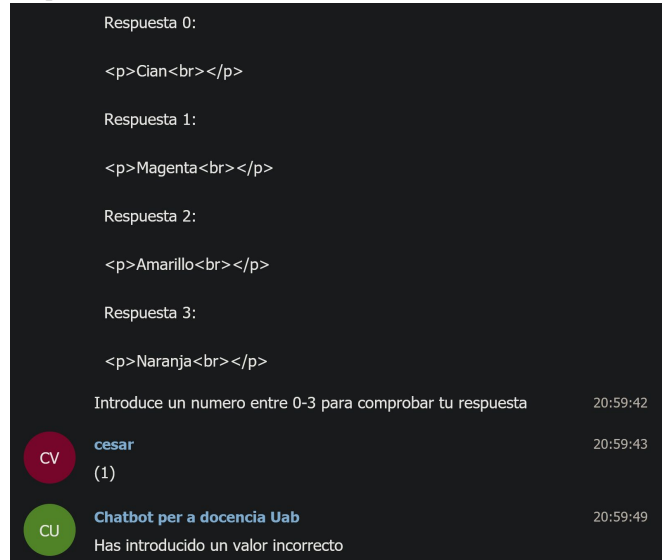 Respuesta 0:
<p>Cian<br></p>
Respuesta 1:
<p>Magenta<br></p>
Respuesta 2:
<p>Amarillo<br></p>
Respuesta 3:
<p>Naranja<br></p>
Introduce un numero entre 0-3 para comprobar tu respuesta 20:59:42
CV cesar 20:59:43
(1)
CU Chatbot per a docencia Uab 20:59:49
Has introducido un valor incorrecto